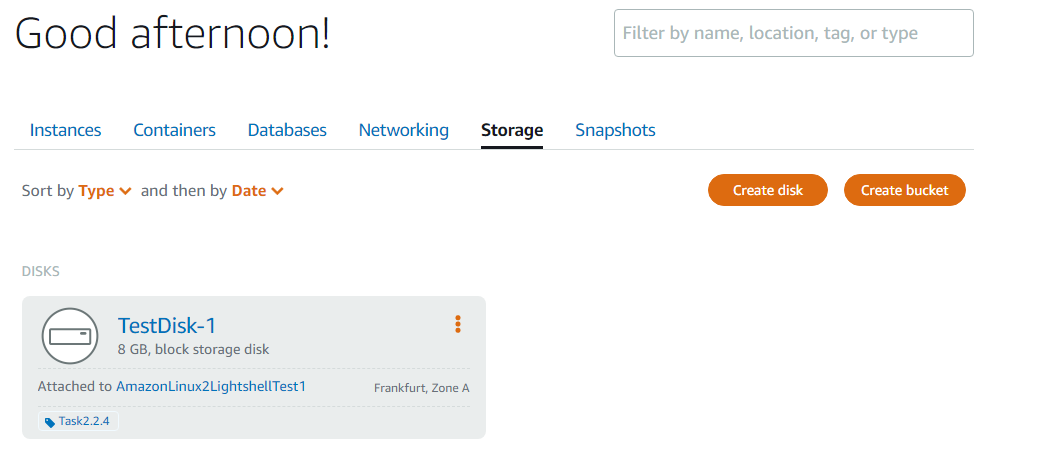 Good afternoon!
Filter by name, location, tag, or type
Instances Containers Databases Networking Storage Snapshots
Sort by Type and then by Date
Create disk Create bucket
DISKS
TestDisk-1
8 GB, block storage disk
Attached to AmazonLinux2LightshellTest1 Frankfurt, Zone A
Task2.2.4